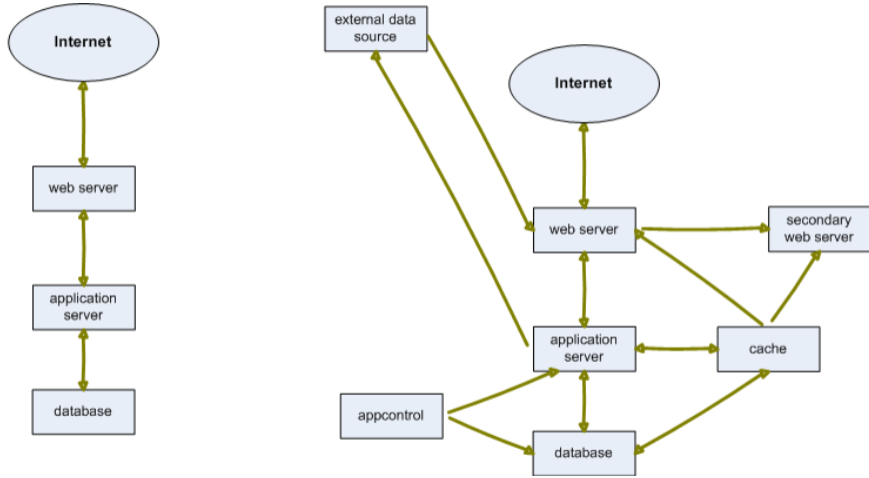 Internet
web server
application
server
database
external data
source
Internet
web server
secondary
web server
application
server
cache
appcontrol
database